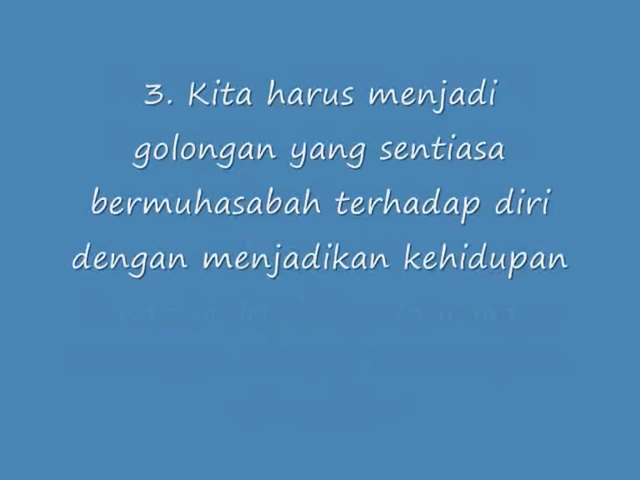 3. Kita harus menjadi
golongan yang sentiasa
bermuhasabah terhadap diri
dengan menjadikan kehidupan